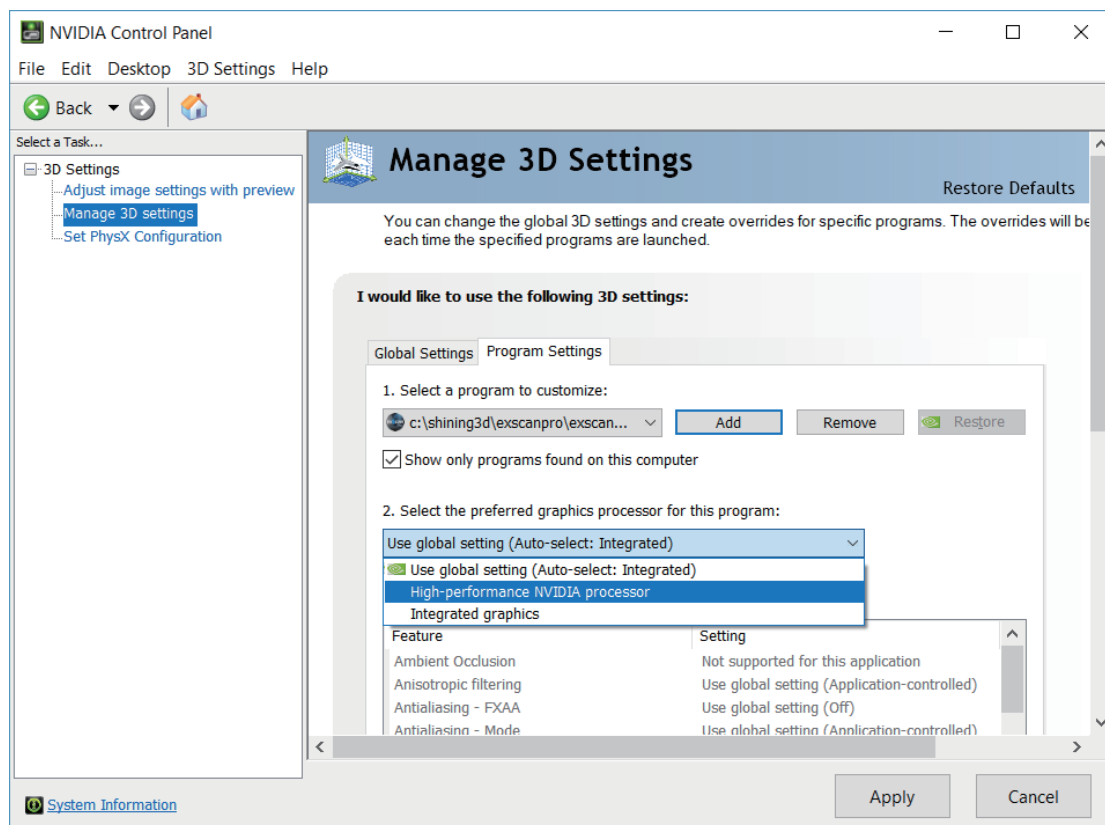 NVIDIA Control Panel
File Edit Desktop 3D Settings Help
Back
Select a Task...
3D Settings
Adjust image settings with preview
Manage 3D settings
Set PhysX Configuration
System Information
Manage 3D Settings
Restore Defaults
You can change the global 3D settings and create overrides for specific programs. The overrides will be
each time the specified programs are launched.
I would like to use the following 3D settings:
Global Settings Program Settings
1. Select a program to customize:
c:\shining3d\exscanpro\exscan... Add Remove Restore
Show only programs found on this computer
2. Select the preferred graphics processor for this program:
Use global setting (Auto-select: Integrated)
Use global setting (Auto-select: Integrated)
High-performance NVIDIA processor
Integrated graphics
Feature Setting
Ambient Occlusion Not supported for this application
Anisotropic filtering Use global setting (Application-controlled)
Antialiasing - FXAA Use global setting (Off)
Antialiasing - Mode Use global setting (Application-controlled)
Apply Cancel